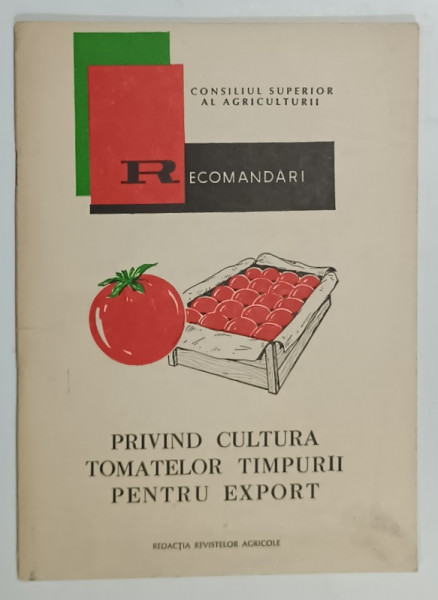 CONSILIUL SUPERIOR
AL AGRICULTURII
RECOMANDARI
PRIVIND CULTURA
TOMATELOR TIMPURII
PENTRU EXPORT
REDACȚIA REVISTELOR AGRICOLE